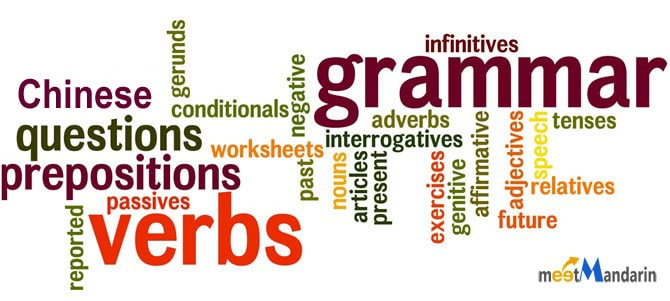 gerunds
infinitives
grammar
Chinese
conditionals
negative
adverbs
tenses
questions
interrogatives
worksheets
prepositions
past
nouns
articles
present
exercises
genitive
affirmative
adjectives
speech
relatives
passives
future
reported
verbs
meetMandarin